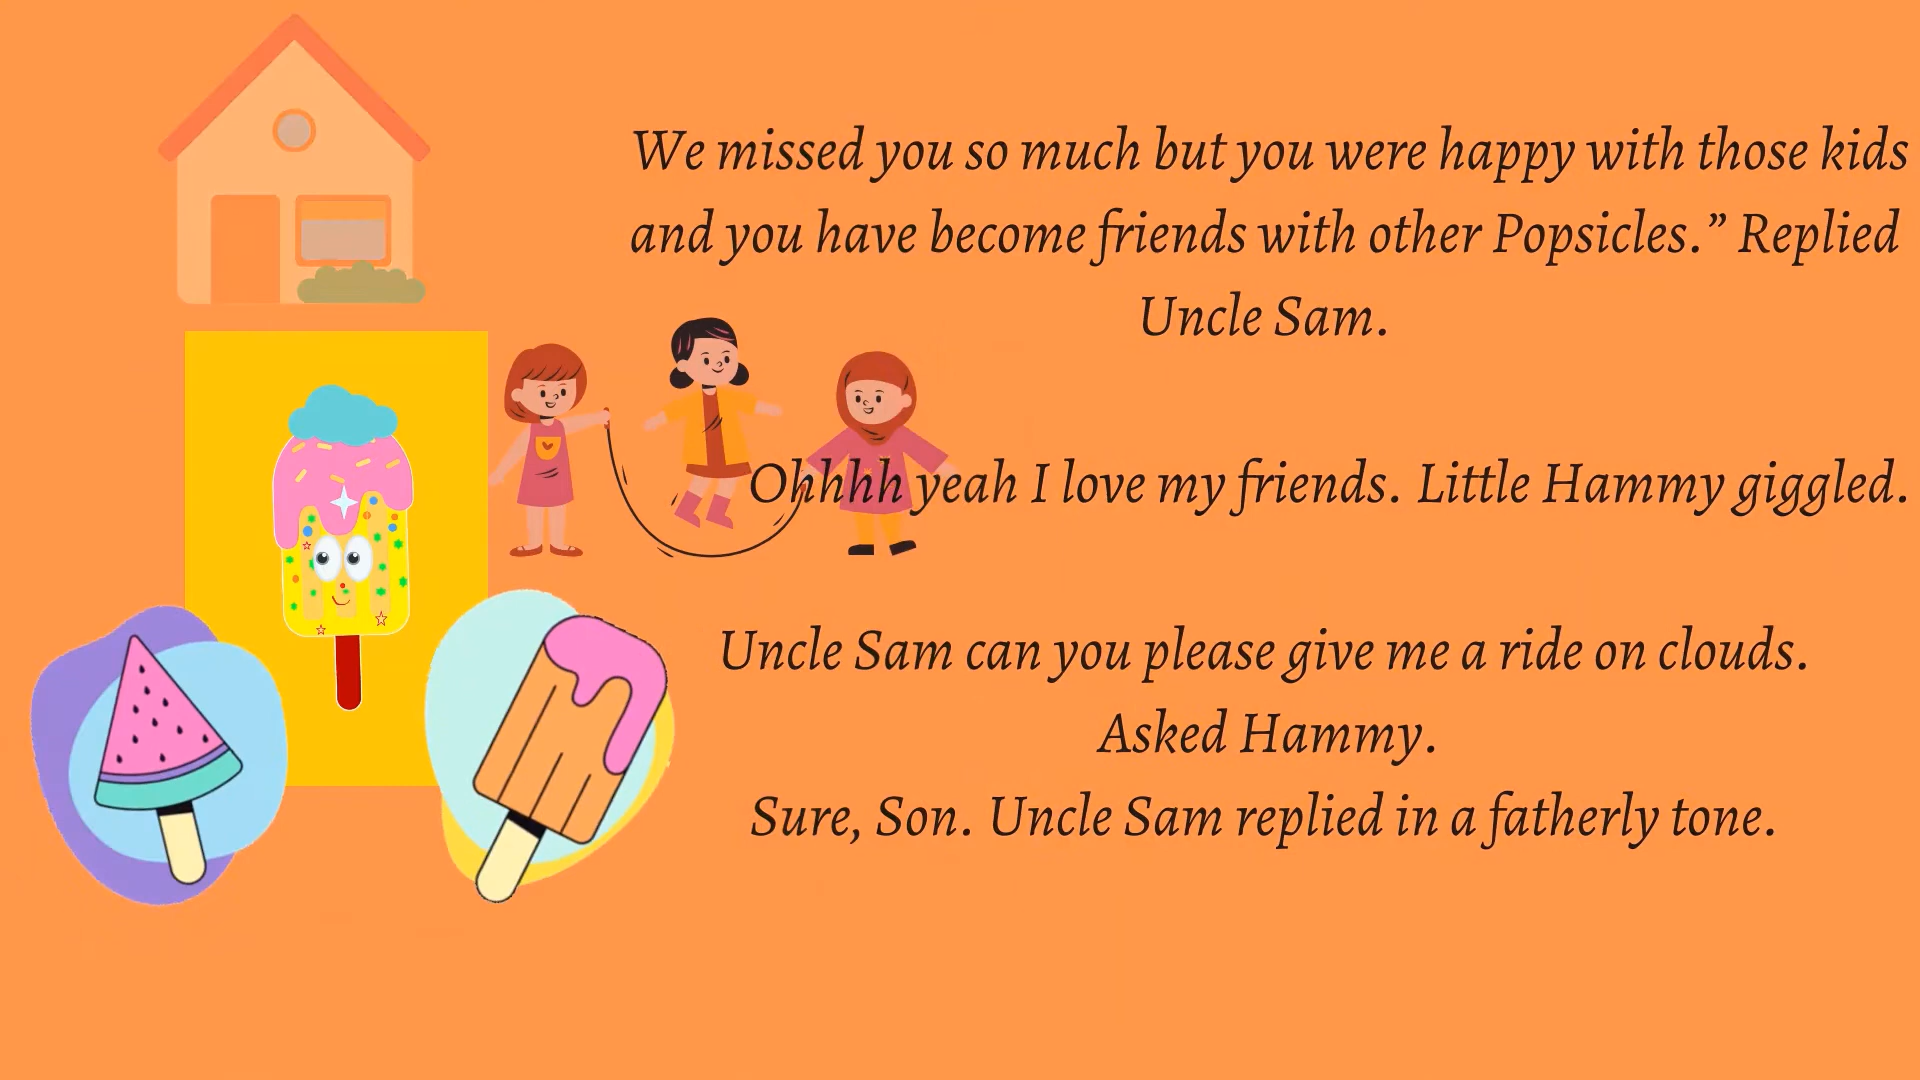 We missed you so much but you were happy with those kids
and you have become friends with other Popsicles.” Replied
Uncle Sam.
Ohhhh yeah I love my friends. Little Hammy giggled.
Uncle Sam can you please give me a ride on clouds.
Asked Hammy.
Sure, Son. Uncle Sam replied in a fatherly tone.